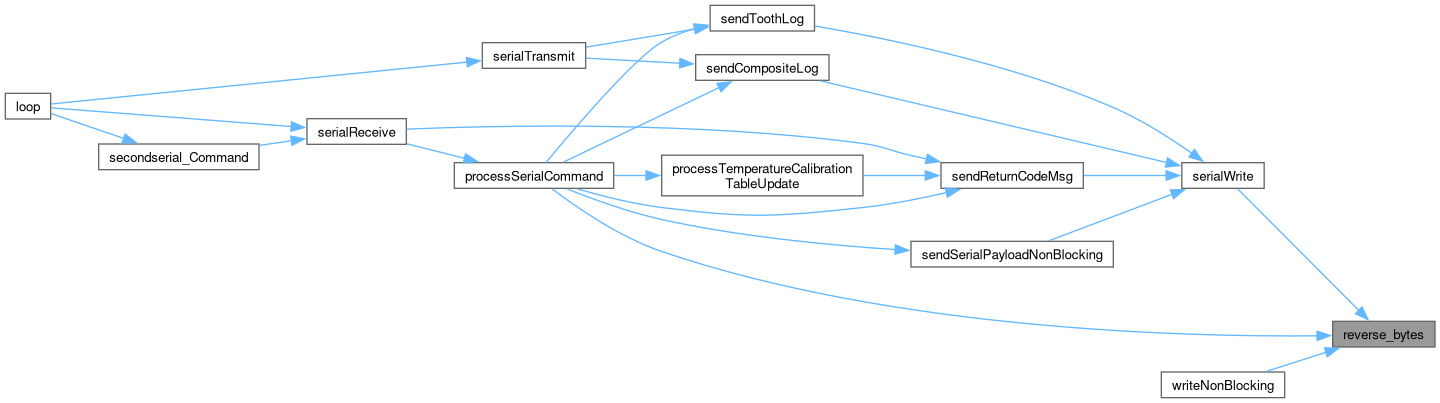 sendToothLog
serialTransmit
sendCompositeLog
loop
serialReceive
secondserial_Command
processSerialCommand
processTemperatureCalibration
TableUpdate
sendReturnCodeMsg
serialWrite
sendSerialPayloadNonBlocking
reverse_bytes
writeNonBlocking